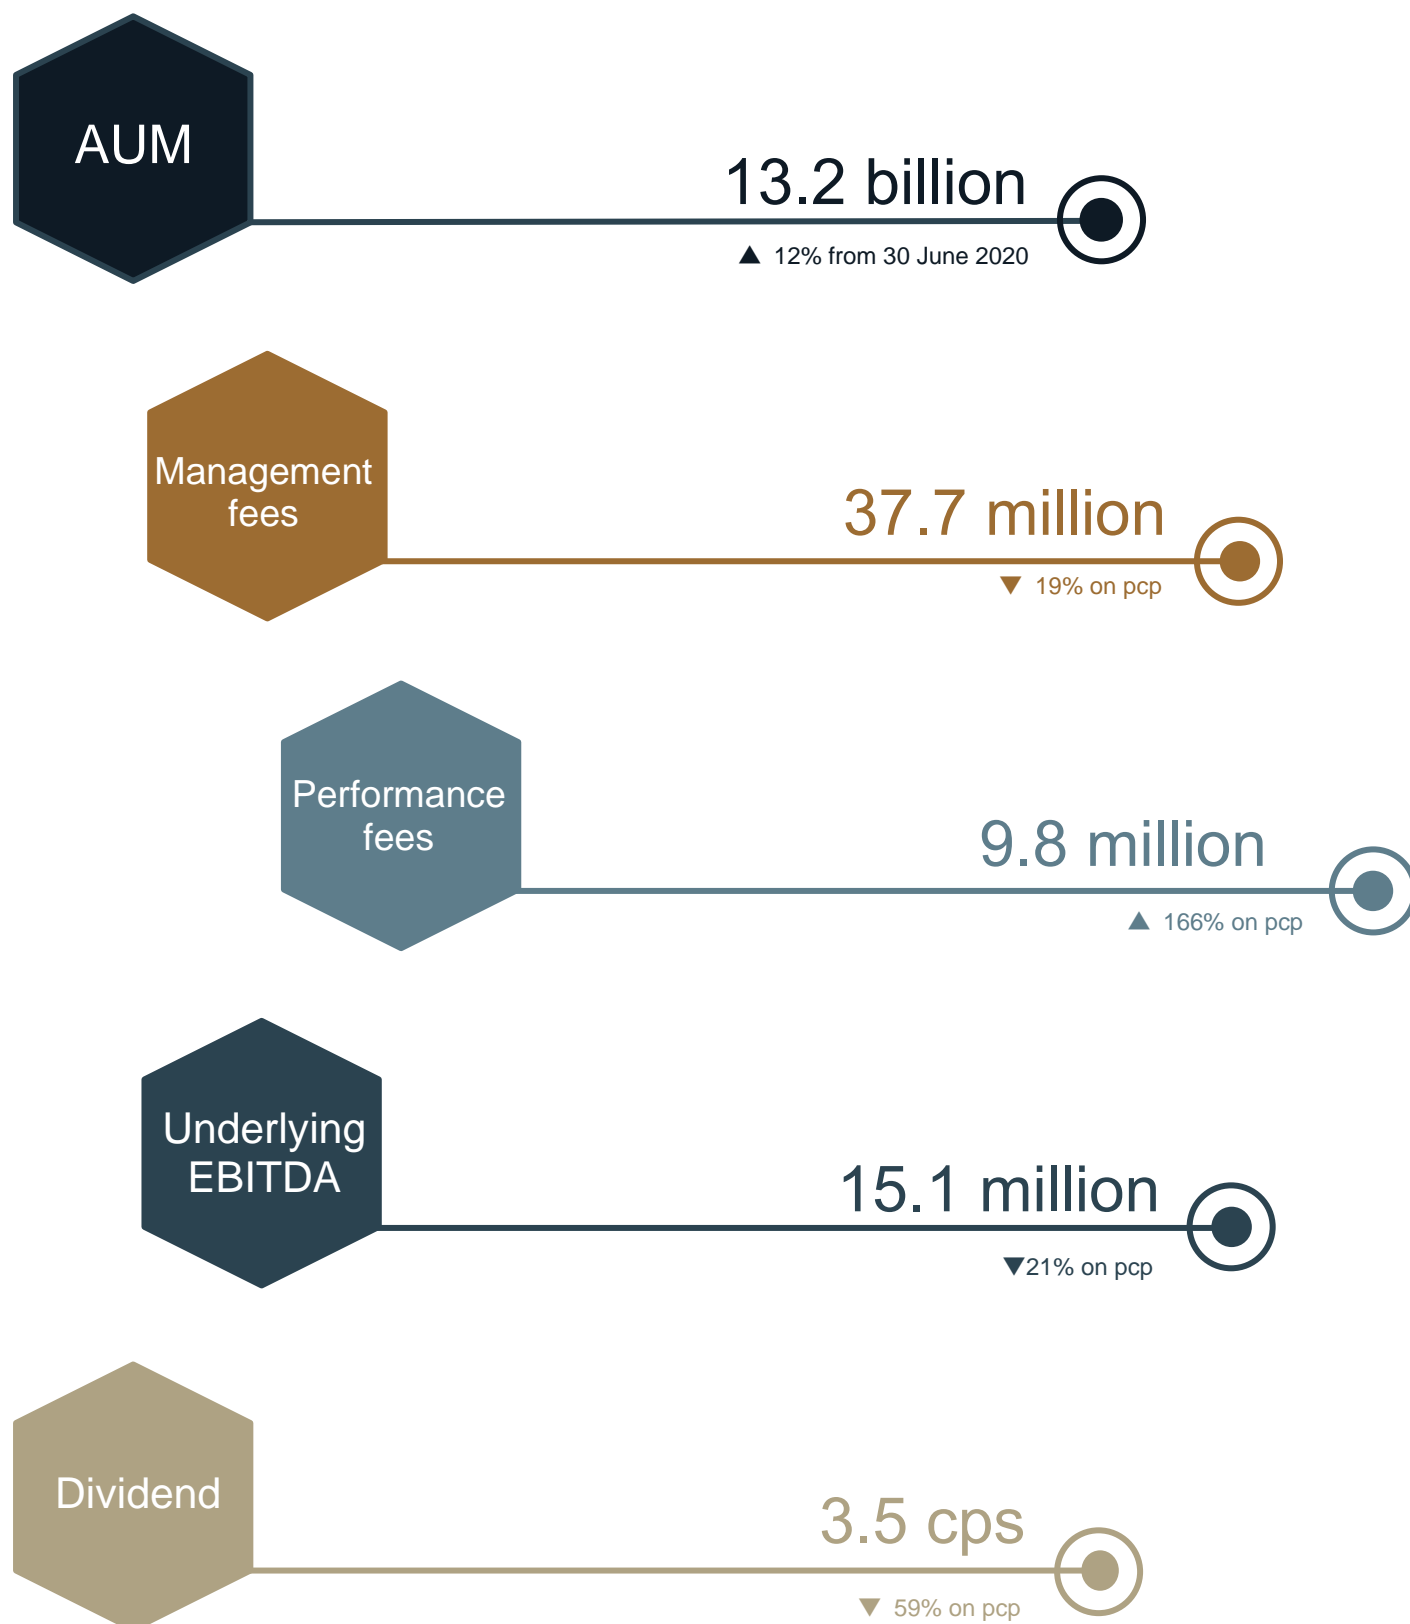 AUM
13.2 billion
▲ 12% from 30 June 2020
Management
fees
37.7 million
▼ 19% on pcp
Performance
fees
9.8 million
▲ 166% on pcp
Underlying
EBITDA
15.1 million
▼21% on pcp
Dividend
3.5 cps
▼ 59% on pcp